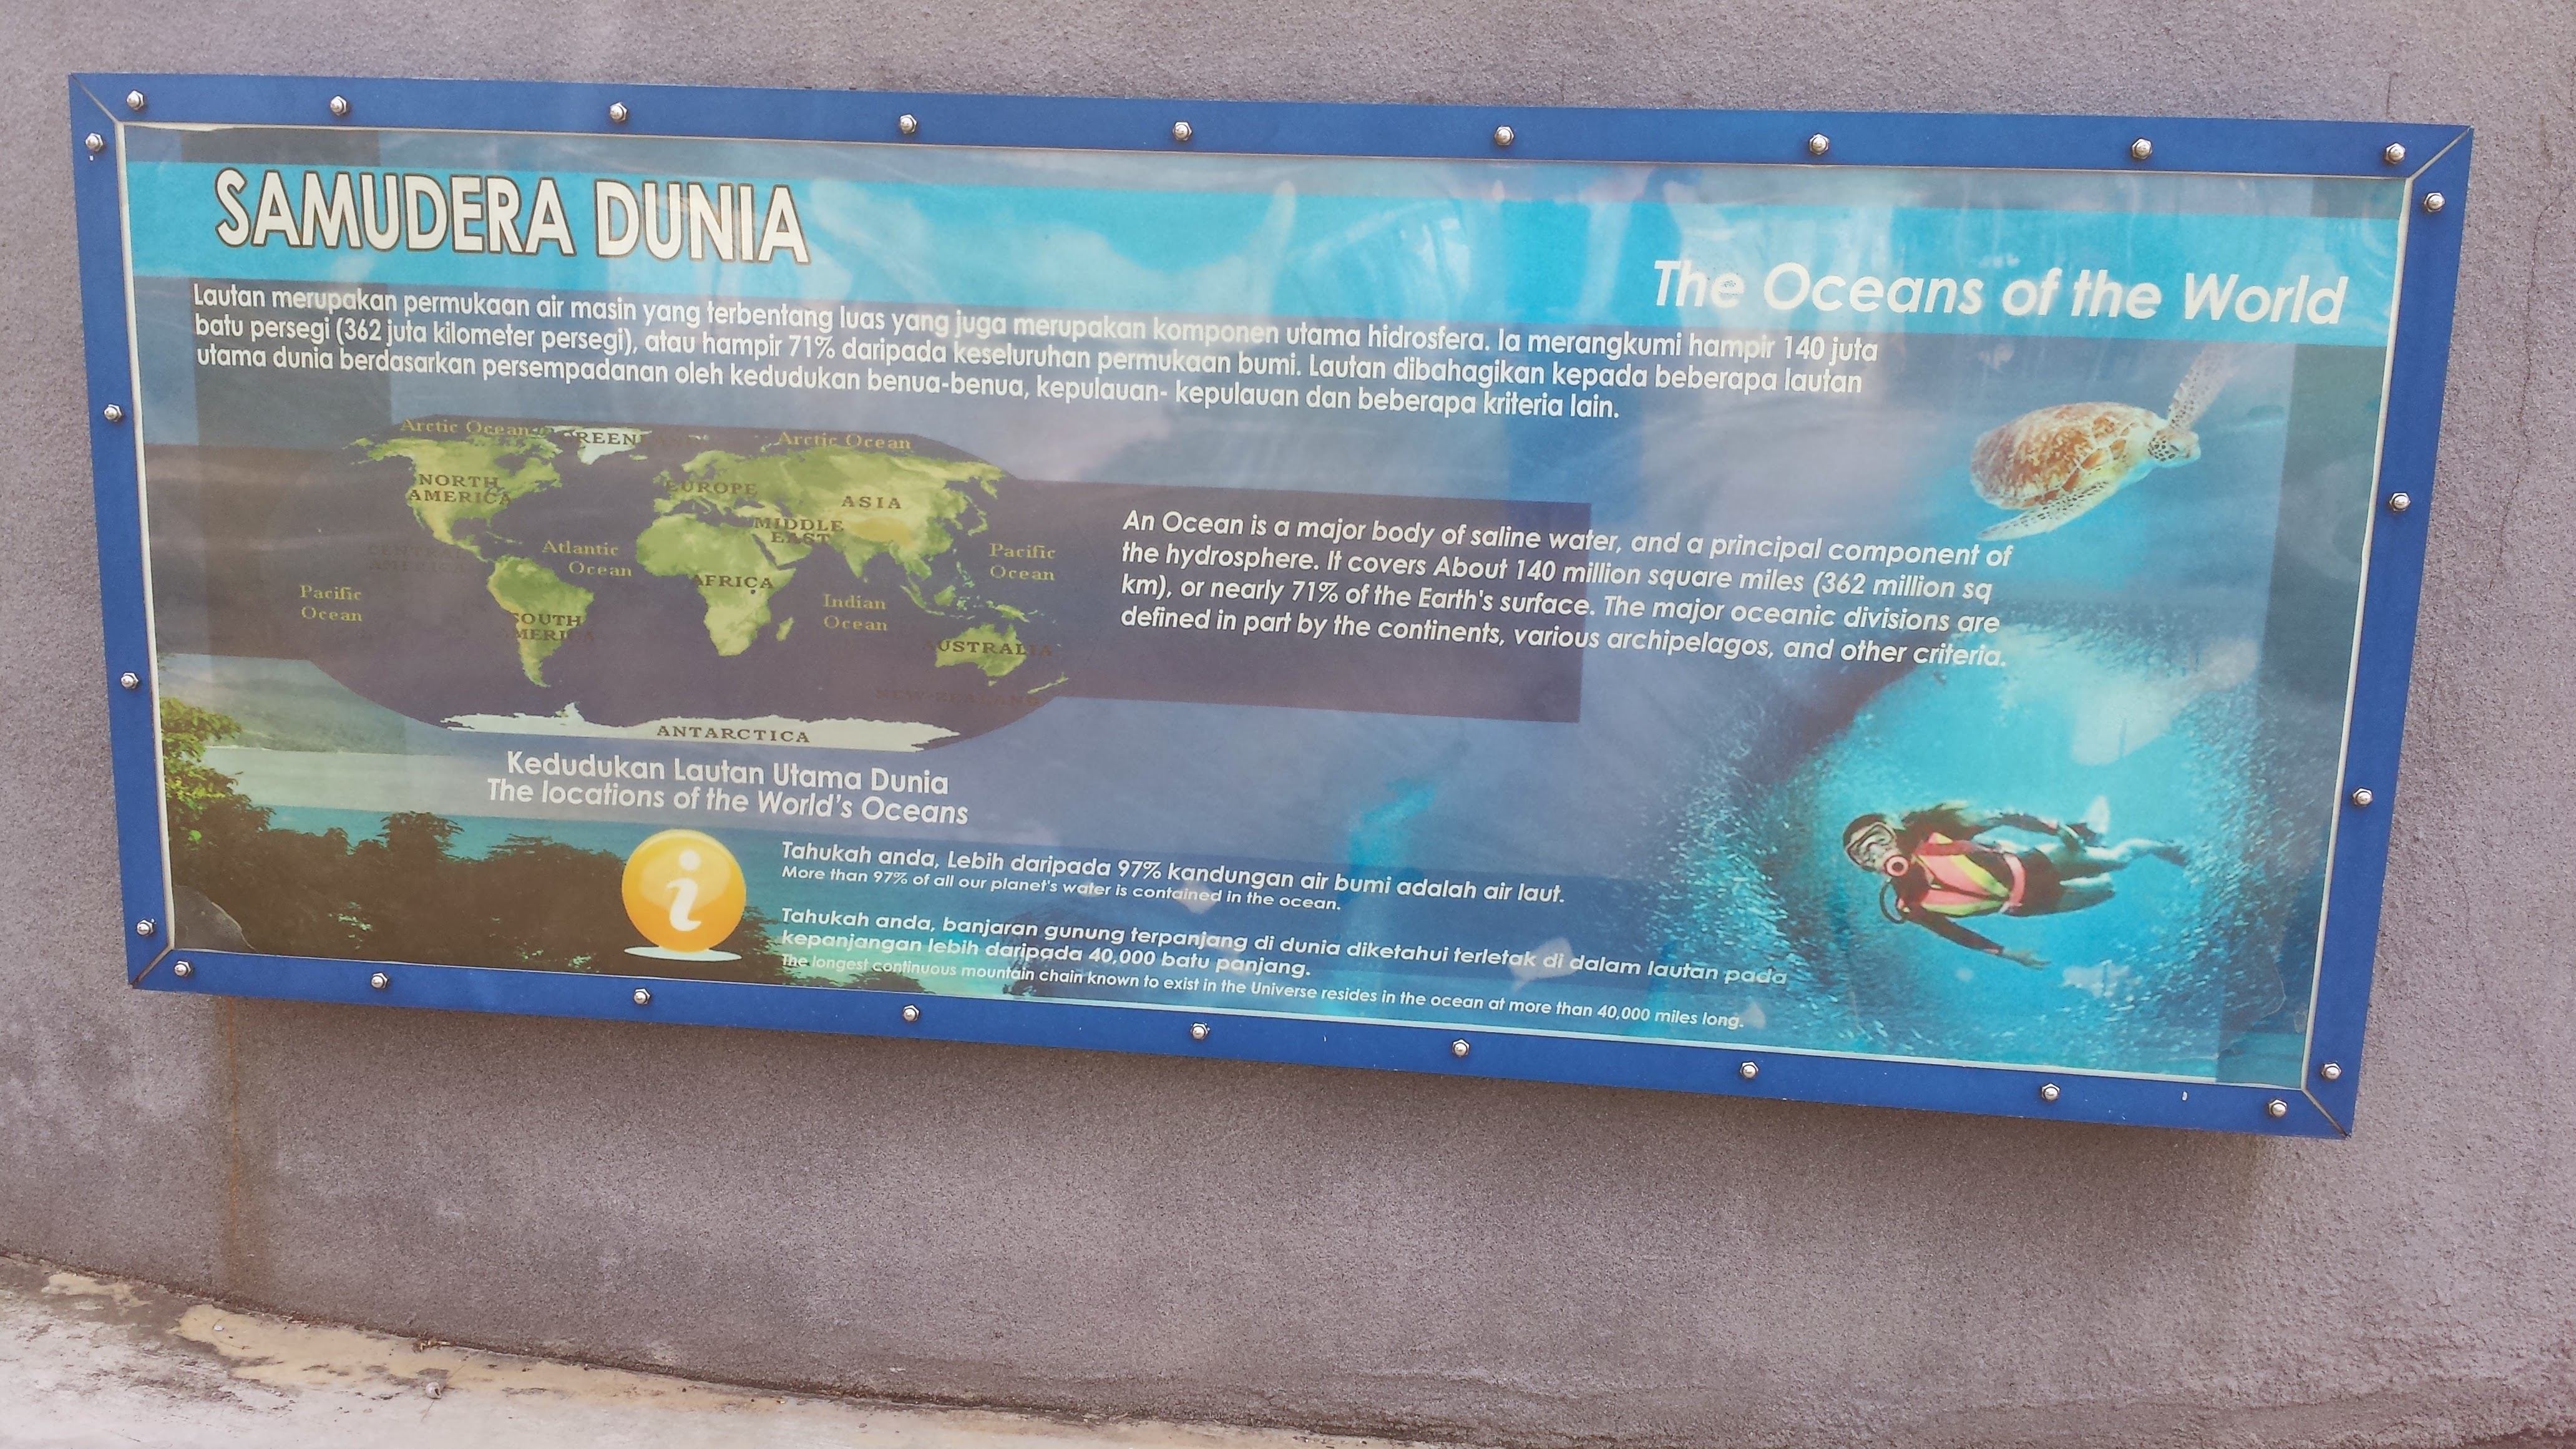 SAMUDERA DUNIA
The Oceans of the World
Lautan merupakan permukaan air masin yang terbentang luas yang juga merupakan komponen utama hidrosfera. Ia merangkumi hampir 140 juta
batu persegi (362 juta kilometer persegi), atau hampir 71% daripada keseluruhan permukaan bumi. Lautan dibahagikan kepada beberapa lautan
utama dunia berdasarkan persempadanan oleh kedudukan benua-benua, kepulauan- kepulauan dan beberapa kriteria lain.
Arctic Ocean
Arctic Ocean
NORTH
AMERICA
EUROPE
ASIA
MIDDLE
EAST
Atlantic
Ocean
Pacific
Ocean
AFRICA
Pacific
Ocean
Indian
Ocean
SOUTH
AMERICA
AUSTRALIA
NEW ZEALAND
ANTARCTICA
An Ocean is a major body of saline water, and a principal component of
the hydrosphere. It covers About 140 million square miles (362 million sq
km), or nearly 71% of the Earth's surface. The major oceanic divisions are
defined in part by the continents, various archipelagos, and other criteria.
Kedudukan Lautan Utama Dunia
The locations of the World's Oceans
i
Tahukah anda, Lebih daripada 97% kandungan air bumi adalah air laut.
More than 97% of all our planet's water is contained in the ocean.
Tahukah anda, banjaran gunung terpanjang di dunia diketahui terletak di dalam lautan pada
kepanjangan lebih daripada 40,000 batu panjang.
The longest continuous mountain chain known to exist in the Universe resides in the ocean at more than 40,000 miles long.